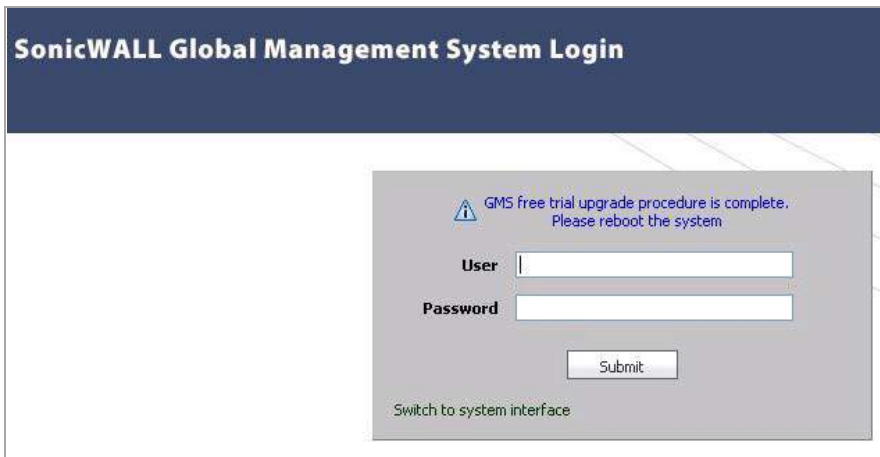 SonicWALL Global Management System Login
GMS free trial upgrade procedure is complete.
Please reboot the system
User
Password
Submit
Switch to system interface